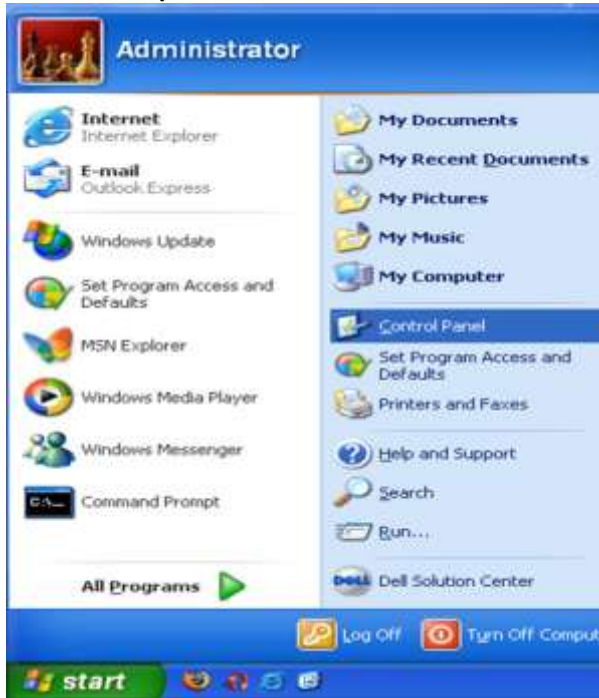 Administrator
Internet
Internet Explorer
E-mail
Outlook Express
Windows Update
Set Program Access and
Defaults
MSN Explorer
Windows Media Player
Windows Messenger
C:\_
Command Prompt
All Programs
My Documents
My Recent Documents
My Pictures
My Music
My Computer
Control Panel
Set Program Access and
Defaults
Printers and Faxes
Help and Support
Search
Run...
DELL
Dell Solution Center
Log Off
Turn Off Comput
start